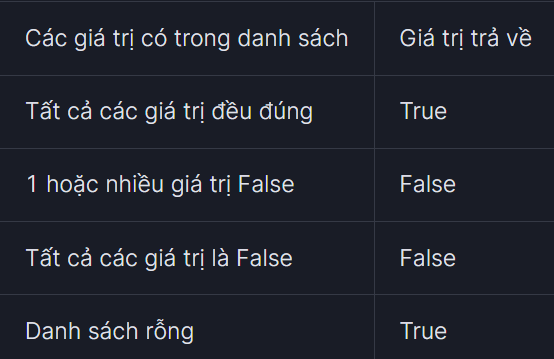 Các giá trị có trong danh sách Giá trị trả về
Tất cả các giá trị đều đúng True
1 hoặc nhiều giá trị False False
Tất cả các giá trị là False False
Danh sách rỗng True